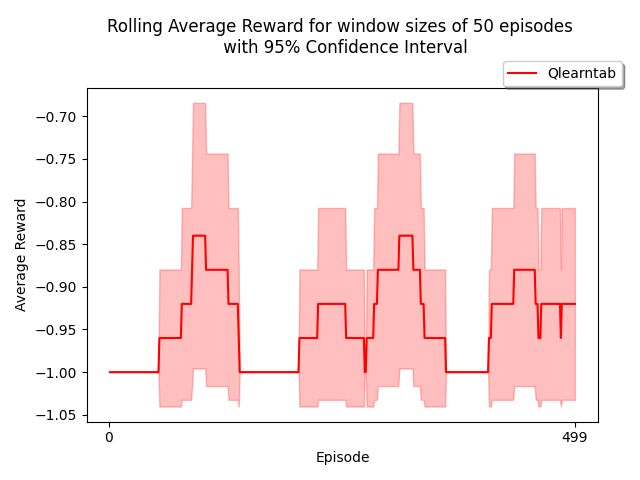 Rolling Average Reward for window sizes of 50 episodes
with 95% Confidence Interval
Qlearntab
−0.70
−0.75
−0.80
−0.85
−0.90
−0.95
−1.00
−1.05
Average Reward
0
499
Episode